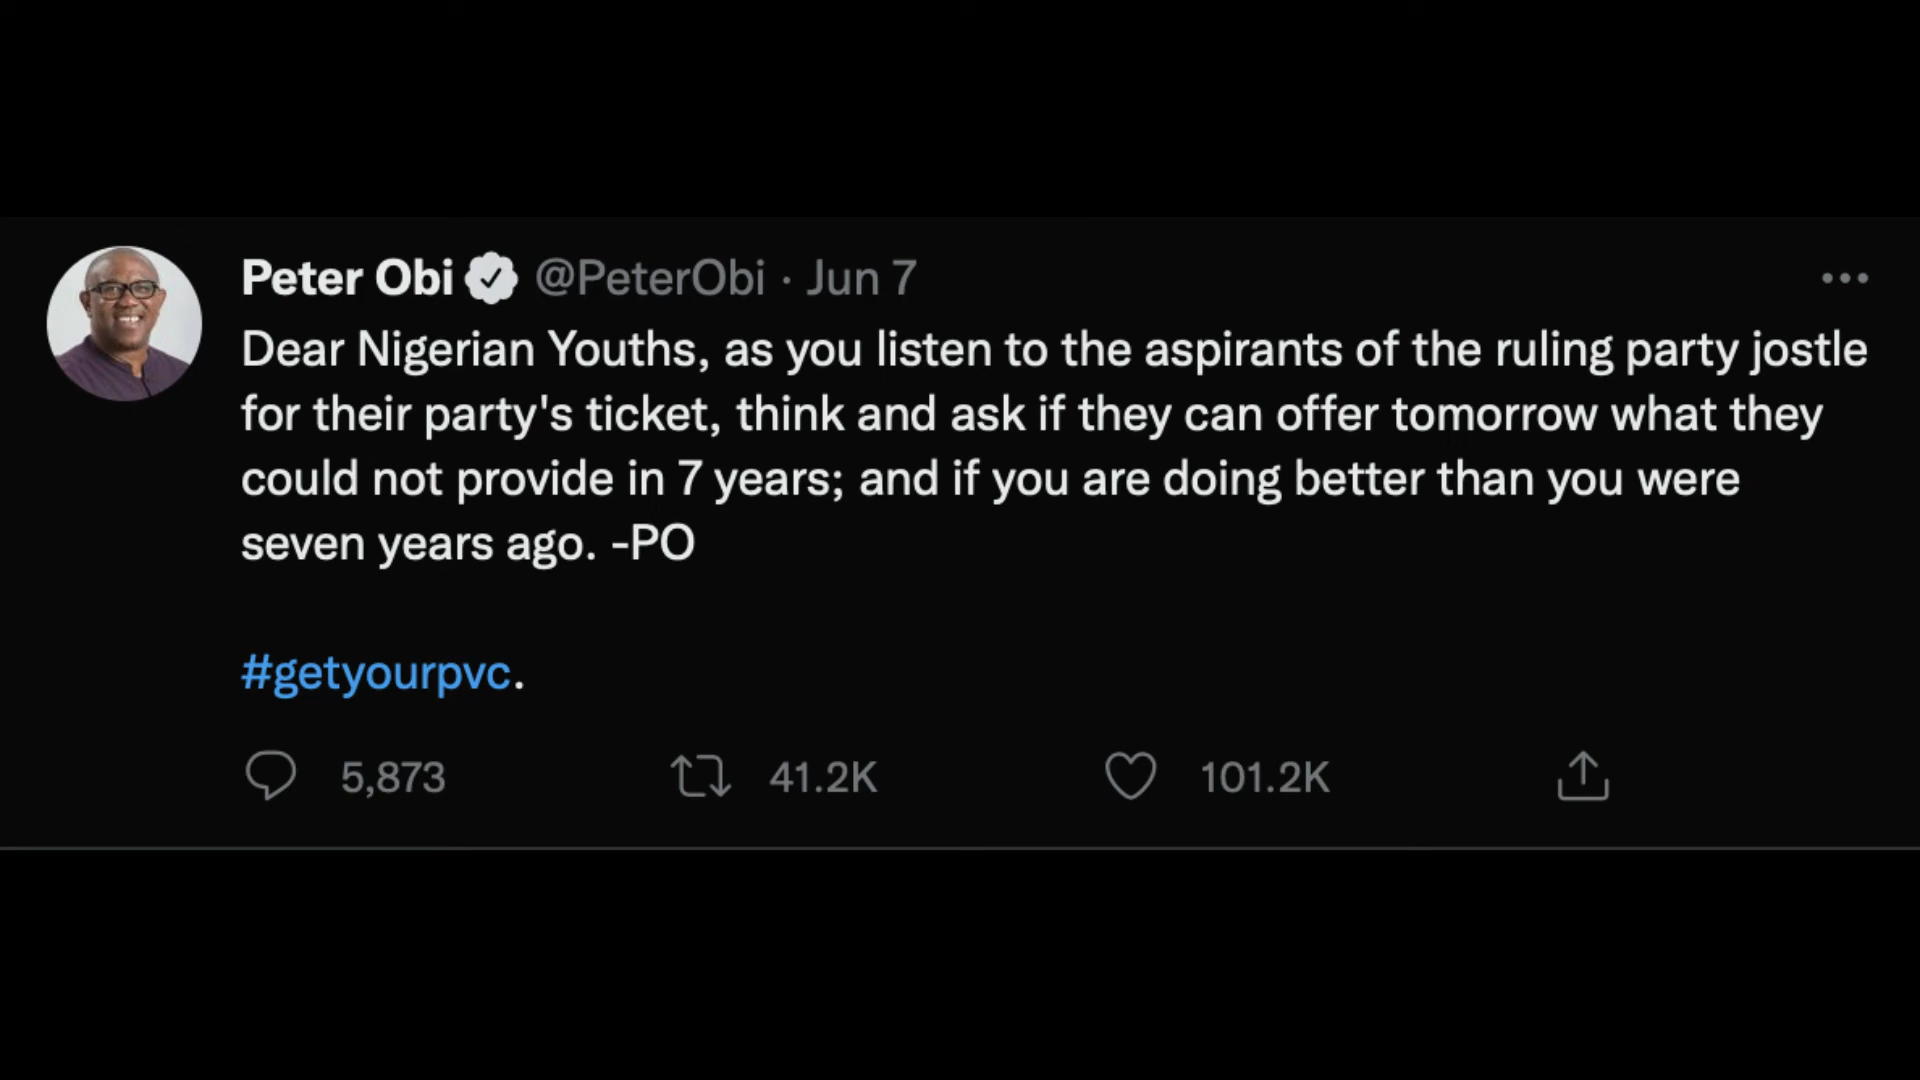 Peter Obi @PeterObi · Jun 7
Dear Nigerian Youths, as you listen to the aspirants of the ruling party jostle
for their party's ticket, think and ask if they can offer tomorrow what they
could not provide in 7 years; and if you are doing better than you were
seven years ago. -PO
#getyourpvc.
5,873 41.2K 101.2K